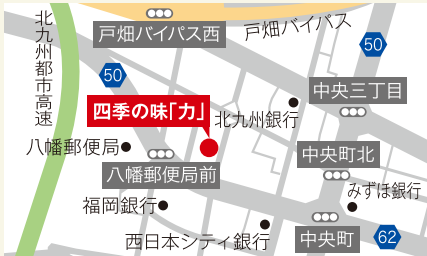 戸畑バイパス西
戸畑バイパス
北九州都市高速
50
50
中央三丁目
四季の味「力」
北九州銀行
八幡郵便局
八幡郵便局前
中央町北
みずほ銀行
福岡銀行
西日本シティ銀行
中央町
62